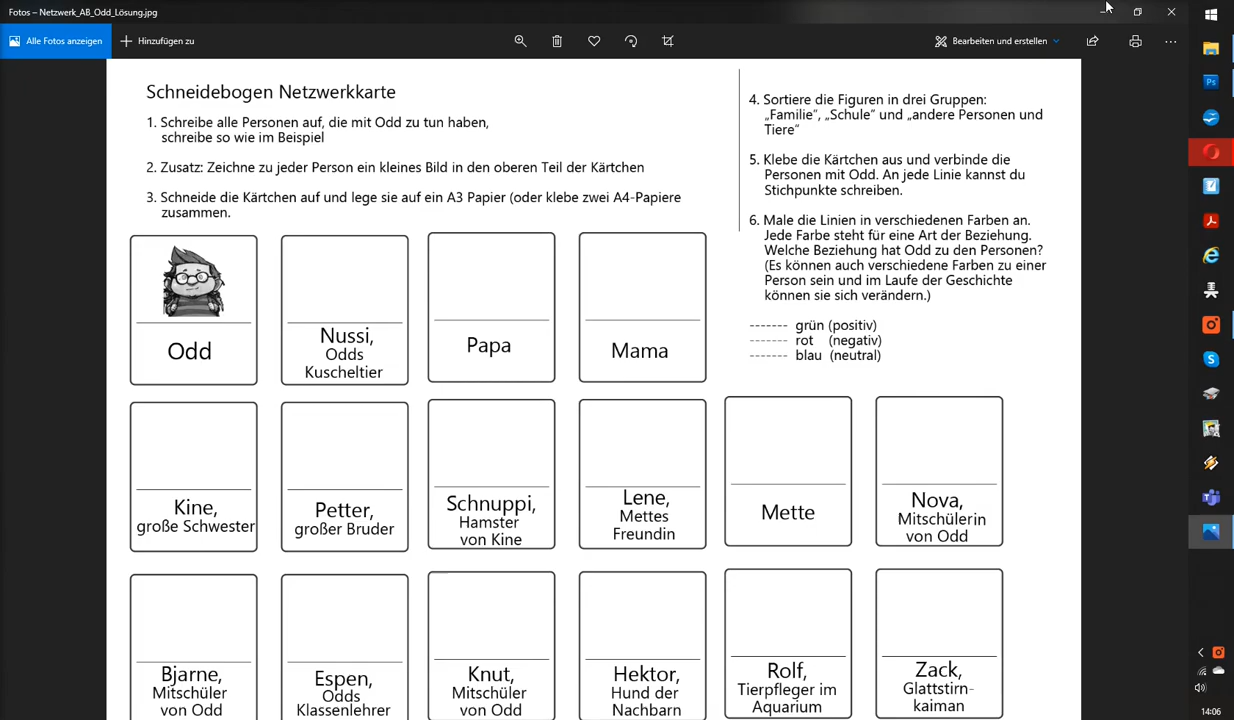 Fotos – Netzwerk_AB_Odd_Lösung.jpg
Alle Fotos anzeigen
Hinzufügen zu
Bearbeiten und erstellen
Schneidebogen Netzwerkkarte
1. Schreibe alle Personen auf, die mit Odd zu tun haben,
schreibe so wie im Beispiel
2. Zusatz: Zeichne zu jeder Person ein kleines Bild in den oberen Teil der Kärtchen
3. Schneide die Kärtchen auf und lege sie auf ein A3 Papier (oder klebe zwei A4-Papiere
zusammen.
4. Sortiere die Figuren in drei Gruppen:
„Familie“, „Schule“ und „andere Personen und
Tiere“
5. Klebe die Kärtchen aus und verbinde die
Personen mit Odd. An jede Linie kannst du
Stichpunkte schreiben.
6. Male die Linien in verschiedenen Farben an.
Jede Farbe steht für eine Art der Beziehung.
Welche Beziehung hat Odd zu den Personen?
(Es können auch verschiedene Farben zu einer
Person sein und im Laufe der Geschichte
können sie sich verändern.)
------- grün (positiv)
------- rot (negativ)
------- blau (neutral)
Odd
Nussi,
Odds
Kuscheltier
Papa
Mama
Kine,
große Schwester
Petter,
großer Bruder
Schnuppi,
Hamster
von Kine
Lene,
Mettes
Freundin
Mette
Nova,
Mitschülerin
von Odd
Bjarne,
Mitschüler
von Odd
Espen,
Odds
Klassenlehrer
Knut,
Mitschüler
von Odd
Hektor,
Hund der
Nachbarn
Rolf,
Tierpfleger im
Aquarium
Zack,
Glattstirn-
kaiman
Ps
14:06